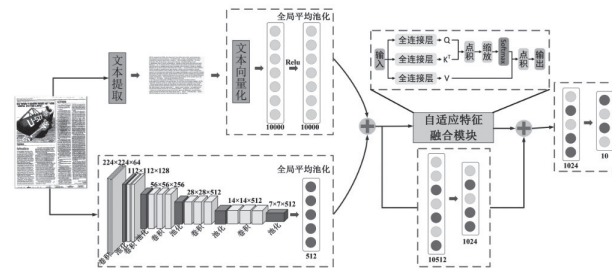 全局平均池化
文本提取
文本向量化
Relu
10000
10000
输入
全连接层
Q
全连接层
Kᵀ
全连接层
V
点积
缩放
Softmax
点积
输出
自适应特征
融合模块
1024
10
全局平均池化
224×224×64
112×112×128
56×56×256
28×28×512
14×14×512
7×7×512
卷积
池化
卷积
池化
卷积
池化
卷积
池化
卷积
池化
512
10512
1024